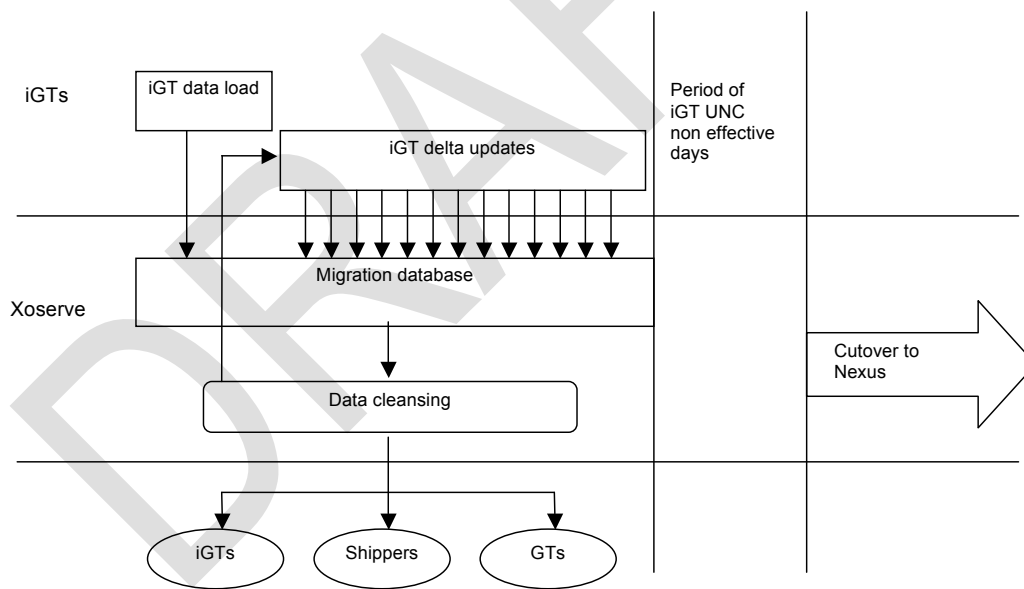 iGTs
iGT data load
iGT delta updates
Period of
iGT UNC
non effective
days
Xoserve
Migration database
Data cleansing
Cutover to
Nexus
iGTs
Shippers
GTs
DRAF